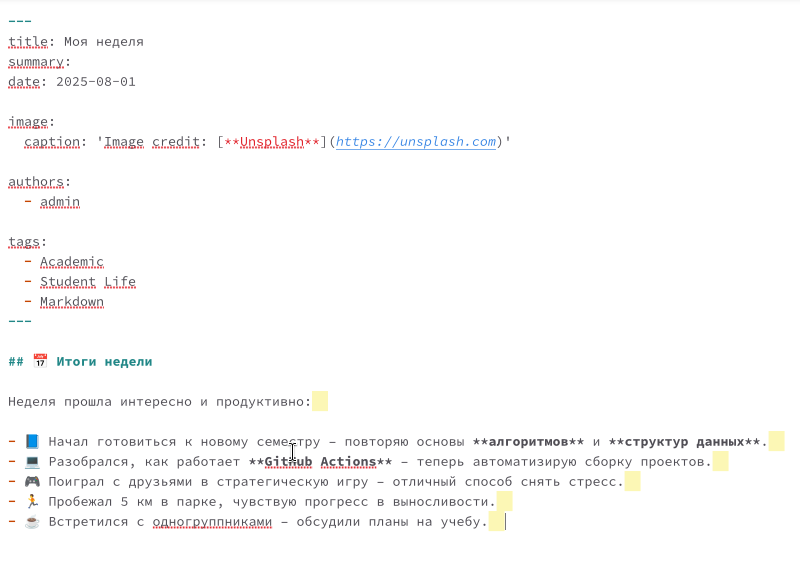 ---
title: Моя неделя
summary:
date: 2025-08-01

image:
  caption: 'Image credit: [**Unsplash**](https://unsplash.com)'

authors:
  - admin

tags:
  - Academic
  - Student Life
  - Markdown
---

## 📅 Итоги недели

Неделя прошла интересно и продуктивно:

- 📘 Начал готовиться к новому семестру – повторяю основы **алгоритмов** и **структур данных**.
- 💻 Разобрался, как работает **GitHub Actions** – теперь автоматизирую сборку проектов.
- 🎮 Поиграл с друзьями в стратегическую игру – отличный способ снять стресс.
- 🏃 Пробежал 5 км в парке, чувствую прогресс в выносливости.
- ☕ Встретился с одногруппниками – обсудили планы на учебу.